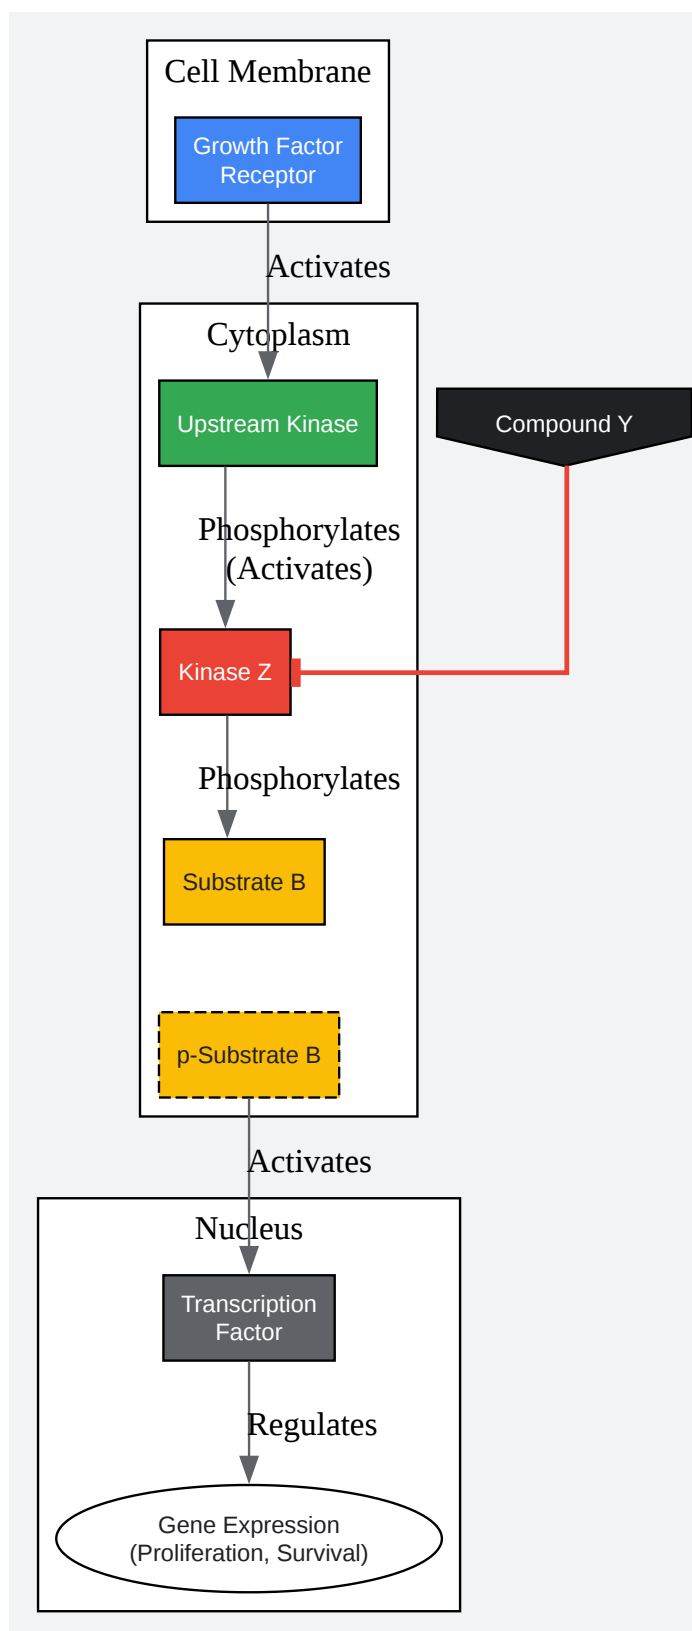 Cell Membrane
Growth Factor
Receptor
Activates
Cytoplasm
Upstream Kinase
Compound Y
Phosphorylates
(Activates)
Kinase Z
Phosphorylates
Substrate B
p-Substrate B
Activates
Nucleus
Transcription
Factor
Regulates
Gene Expression
(Proliferation, Survival)